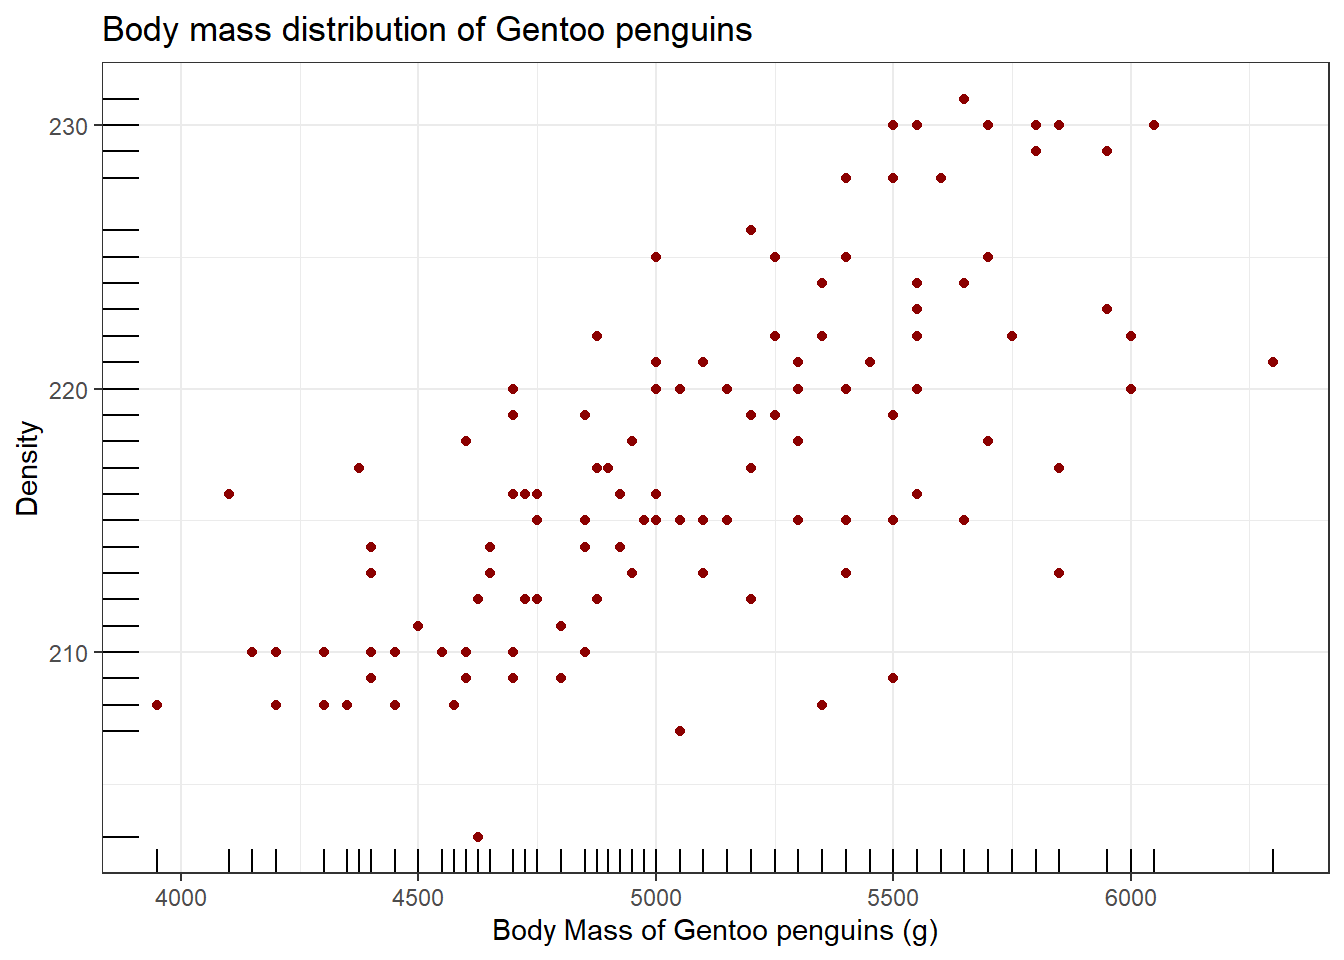 Body mass distribution of Gentoo penguins
230
220
210
Density
4000 4500 5000 5500 6000
Body Mass of Gentoo penguins (g)